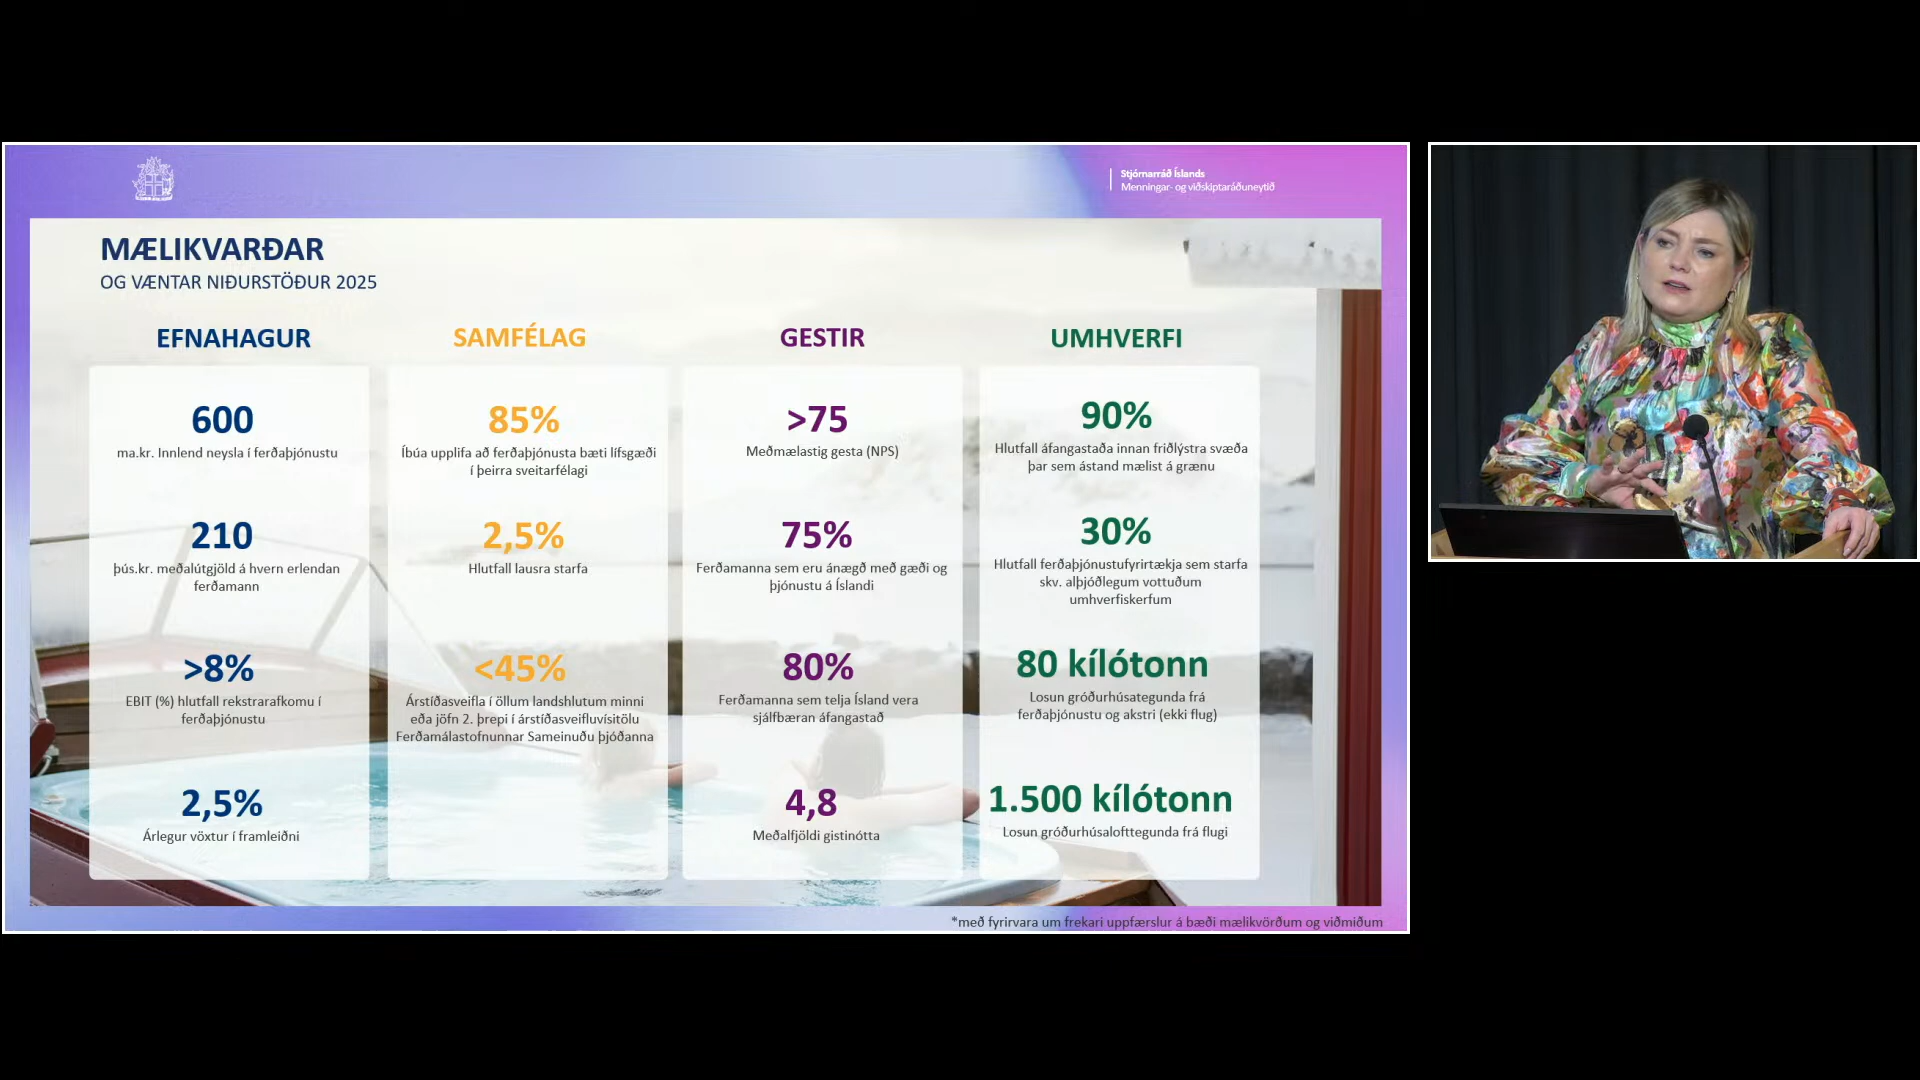 Stjórnarráð Íslands
Menningar- og viðskiptaráðuneytið
MÆLIKVARÐAR
OG VÆNTAR NIÐURSTÖÐUR 2025
EFNAHAGUR
600
ma.kr. Innlend neysla í ferðaþjónustu
210
þús.kr. meðalútgjöld á hvern erlendan
ferðamann
>8%
EBIT (%) hlutfall rekstrarafkomu í
ferðaþjónustu
2,5%
Árlegur vöxtur í framleiðni
SAMFÉLAG
85%
Íbúa upplifa að ferðaþjónusta bæti lífsgæði
í þeirra sveitarfélagi
2,5%
Hlutfall lausra starfa
<45%
Árstíðasveifla í öllum landshlutum minni
eða jöfn 2. þrepi í árstíðasveifluvísitölu
Ferðamálastofnunnar Sameinuðu þjóðanna
GESTIR
>75
Meðmælastig gesta (NPS)
75%
Ferðamanna sem eru ánægð með gæði og
þjónustu á Íslandi
80%
Ferðamanna sem telja Ísland vera
sjálfbæran áfangastað
4,8
Meðalfjöldi gistinótta
UMHVERFI
90%
Hlutfall áfangastaða innan friðlýstra svæða
þar sem ástand mælist á grænu
30%
Hlutfall ferðaþjónustufyrirtækja sem starfa
skv. alþjóðlegum vottuðum
umhverfiskerfum
80 kílótonn
Losun gróðurhúsategunda frá
ferðaþjónustu og akstri (ekki flug)
1.500 kílótonn
Losun gróðurhúsalofttegunda frá flugi
*með fyrirvara um frekari uppfærslur á bæði mælikvörðum og viðmiðum